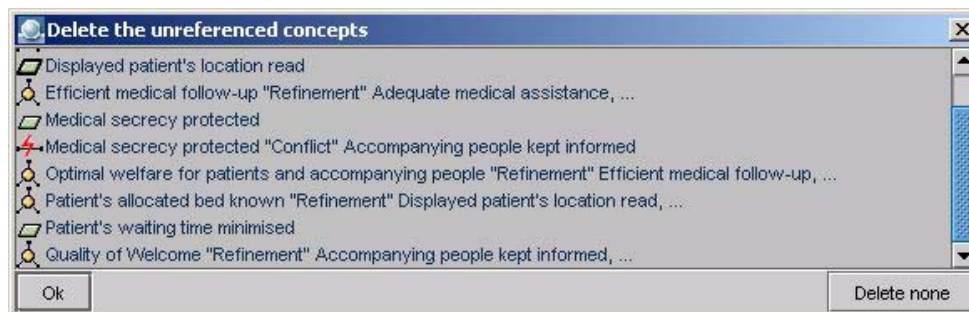 Delete the unreferenced concepts
Displayed patient's location read
Efficient medical follow-up "Refinement" Adequate medical assistance, ...
Medical secrecy protected
Medical secrecy protected "Conflict" Accompanying people kept informed
Optimal welfare for patients and accompanying people "Refinement" Efficient medical follow-up, ...
Patient's allocated bed known "Refinement" Displayed patient's location read, ...
Patient's waiting time minimised
Quality of Welcome "Refinement" Accompanying people kept informed, ...
Ok Delete none